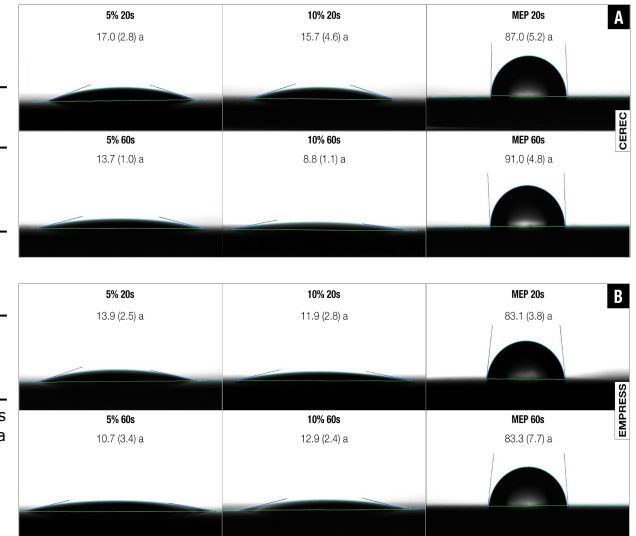 5% 20s
17.0 (2.8) a
10% 20s
15.7 (4.6) a
MEP 20s
87.0 (5.2) a
A
5% 60s
13.7 (1.0) a
10% 60s
8.8 (1.1) a
MEP 60s
91.0 (4.8) a
CEREC
5% 20s
13.9 (2.5) a
10% 20s
11.9 (2.8) a
MEP 20s
83.1 (3.8) a
B
s
a
5% 60s
10.7 (3.4) a
10% 60s
12.9 (2.4) a
MEP 60s
83.3 (7.7) a
EMPRESS